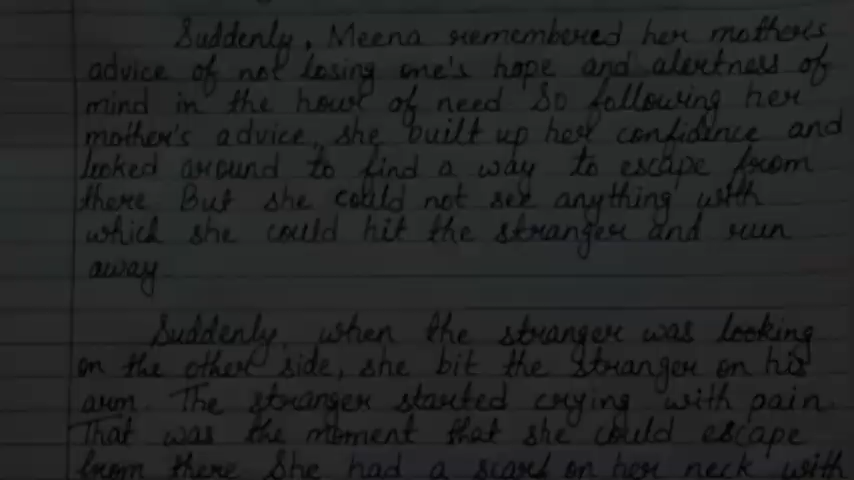 Suddenly, Meena remembered her mother's
advice of not losing one's hope and alertness of
mind in the hour of need So following her
mother's advice, she built up her confidence and
looked around to find a way to escape from
there But she could not see anything with
which she could hit the stranger and run
away
Suddenly, when the stranger was looking
on the other side, she bit the stranger on his
arm. The stranger started crying with pain.
That was the moment that she could escape
from there She had a scarf on her neck with